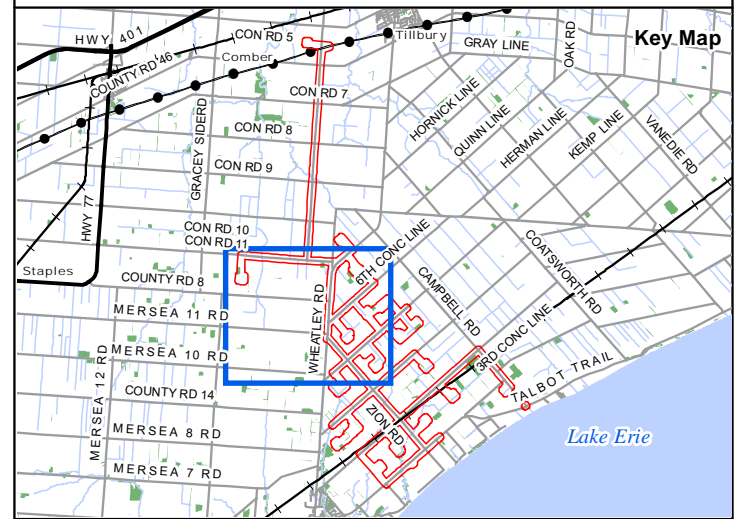 Key Map
HWY 401
CON RD 5
Tillbury
GRAY LINE
OAK RD
COUNTY RD 46
Comber
CON RD 7
HORNICK LINE
QUINN LINE
HERMAN LINE
KEMP LINE
VANEDIE RD
GRACEY SIDERD
CON RD 8
CON RD 9
HWY 77
CON RD 10
CON RD 11
6TH CONC LINE
COATSWORTH RD
Staples
COUNTY RD 8
CAMPBELL RD
WHEATLEY RD
MERSEA 11 RD
3RD CONC LINE
MERSEA 10 RD
MERSEA 12 RD
TALBOT TRAIL
COUNTY RD 14
ZION RD
MERSEA 8 RD
Lake Erie
MERSEA 7 RD